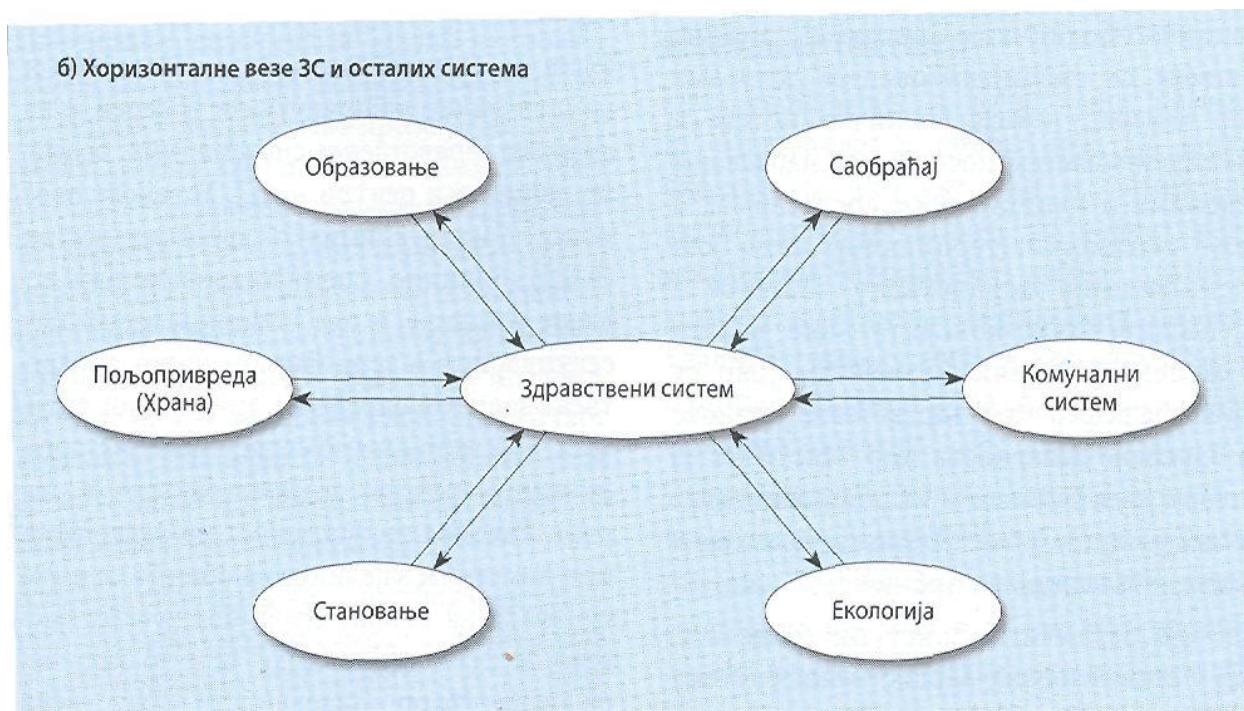 б) Хоризонталне везе ЗС и осталих система
Образовање
Саобраћај
Пољопривреда
(Храна)
Здравствени систем
Комунални
систем
Становање
Екологија